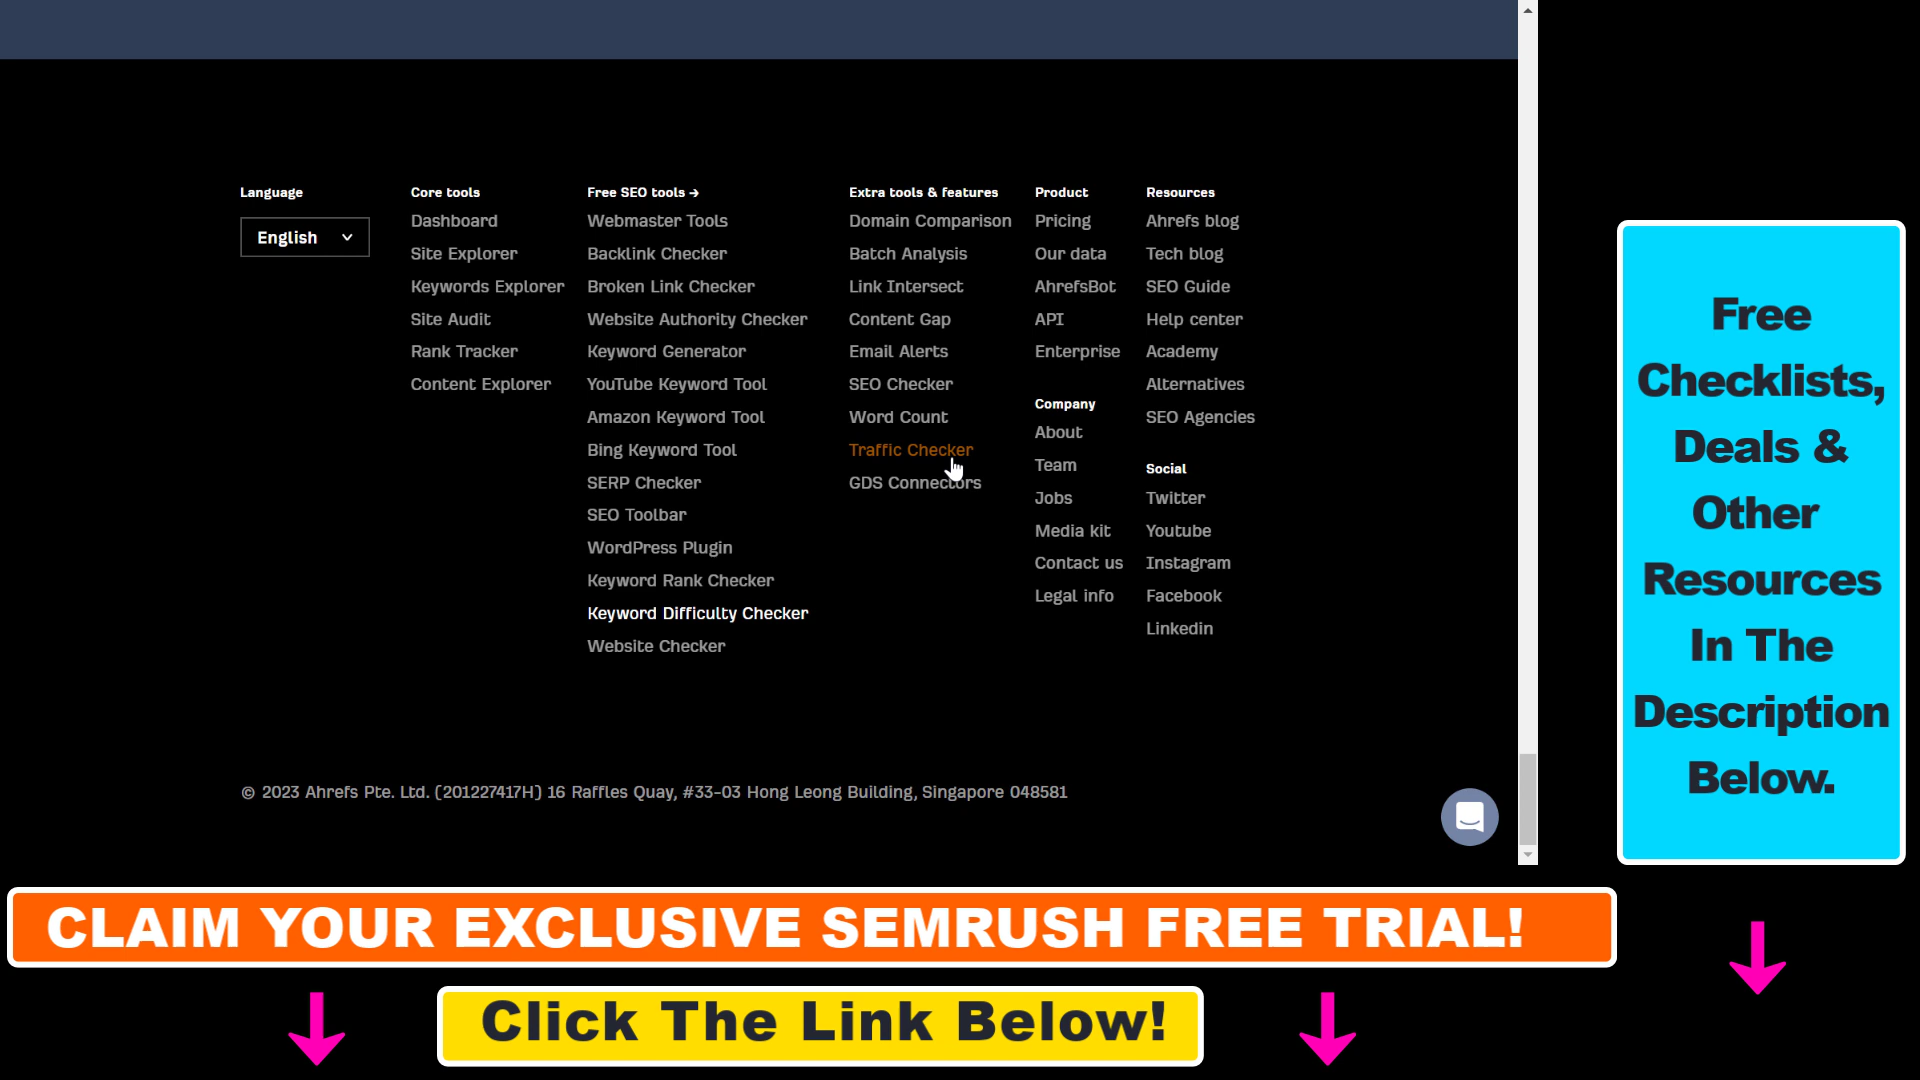 Language
English
Core tools
Dashboard
Site Explorer
Keywords Explorer
Site Audit
Rank Tracker
Content Explorer
Free SEO tools →
Webmaster Tools
Backlink Checker
Broken Link Checker
Website Authority Checker
Keyword Generator
YouTube Keyword Tool
Amazon Keyword Tool
Bing Keyword Tool
SERP Checker
SEO Toolbar
WordPress Plugin
Keyword Rank Checker
Keyword Difficulty Checker
Website Checker
Extra tools & features
Domain Comparison
Batch Analysis
Link Intersect
Content Gap
Email Alerts
SEO Checker
Word Count
Traffic Checker
GDS Connectors
Product
Pricing
Our data
AhrefsBot
API
Enterprise
Company
About
Team
Jobs
Media kit
Contact us
Legal info
Resources
Ahrefs blog
Tech blog
SEO Guide
Help center
Academy
Alternatives
SEO Agencies
Social
Twitter
Youtube
Instagram
Facebook
Linkedin
© 2023 Ahrefs Pte. Ltd. (201227417H) 16 Raffles Quay, #33-03 Hong Leong Building, Singapore 048581
Free
Checklists,
Deals &
Other
Resources
In The
Description
Below.
CLAIM YOUR EXCLUSIVE SEMRUSH FREE TRIAL!
Click The Link Below!